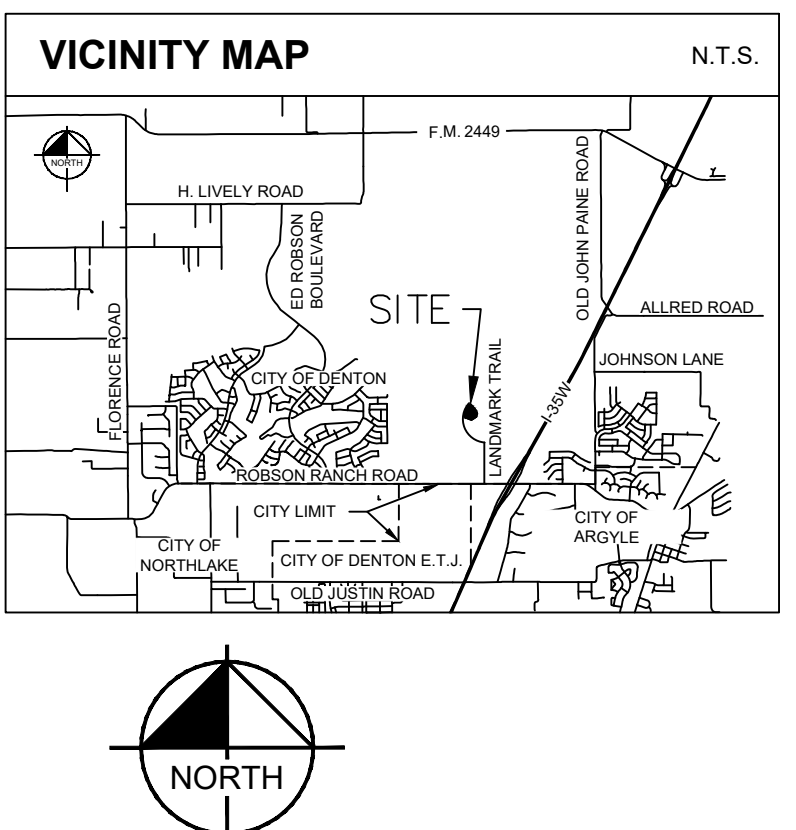 VICINITY MAP
N.T.S.
F.M. 2449
NORTH
H. LIVELY ROAD
OLD JOHN PAINE ROAD
ED ROBSON
BOULEVARD
SITE
ALLRED ROAD
FLORENCE ROAD
LANDMARK TRAIL
JOHNSON LANE
CITY OF DENTON
I-35W
ROBSON RANCH ROAD
CITY LIMIT
CITY OF
ARGYLE
CITY OF
NORTHLAKE
CITY OF DENTON E.T.J.
OLD JUSTIN ROAD
NORTH